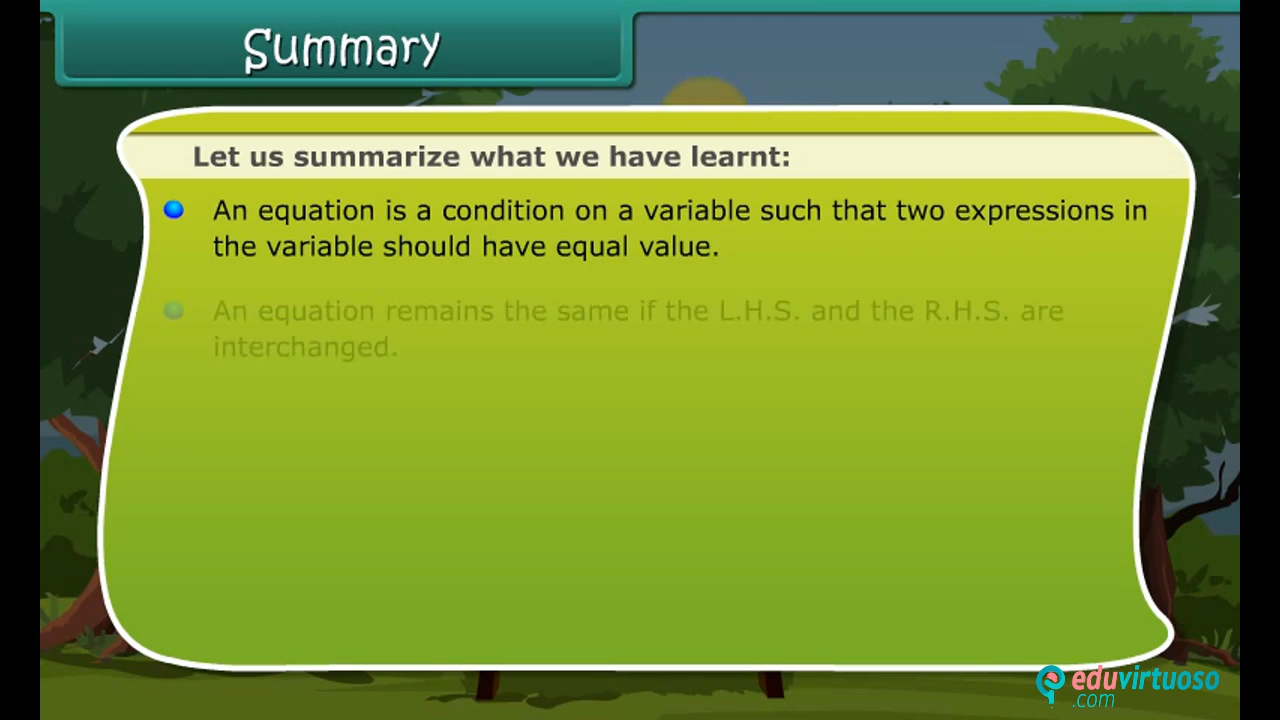 Summary
Let us summarize what we have learnt:
An equation is a condition on a variable such that two expressions in
the variable should have equal value.
An equation remains the same if the L.H.S. and the R.H.S. are
interchanged.
eduvirtuoso
.com